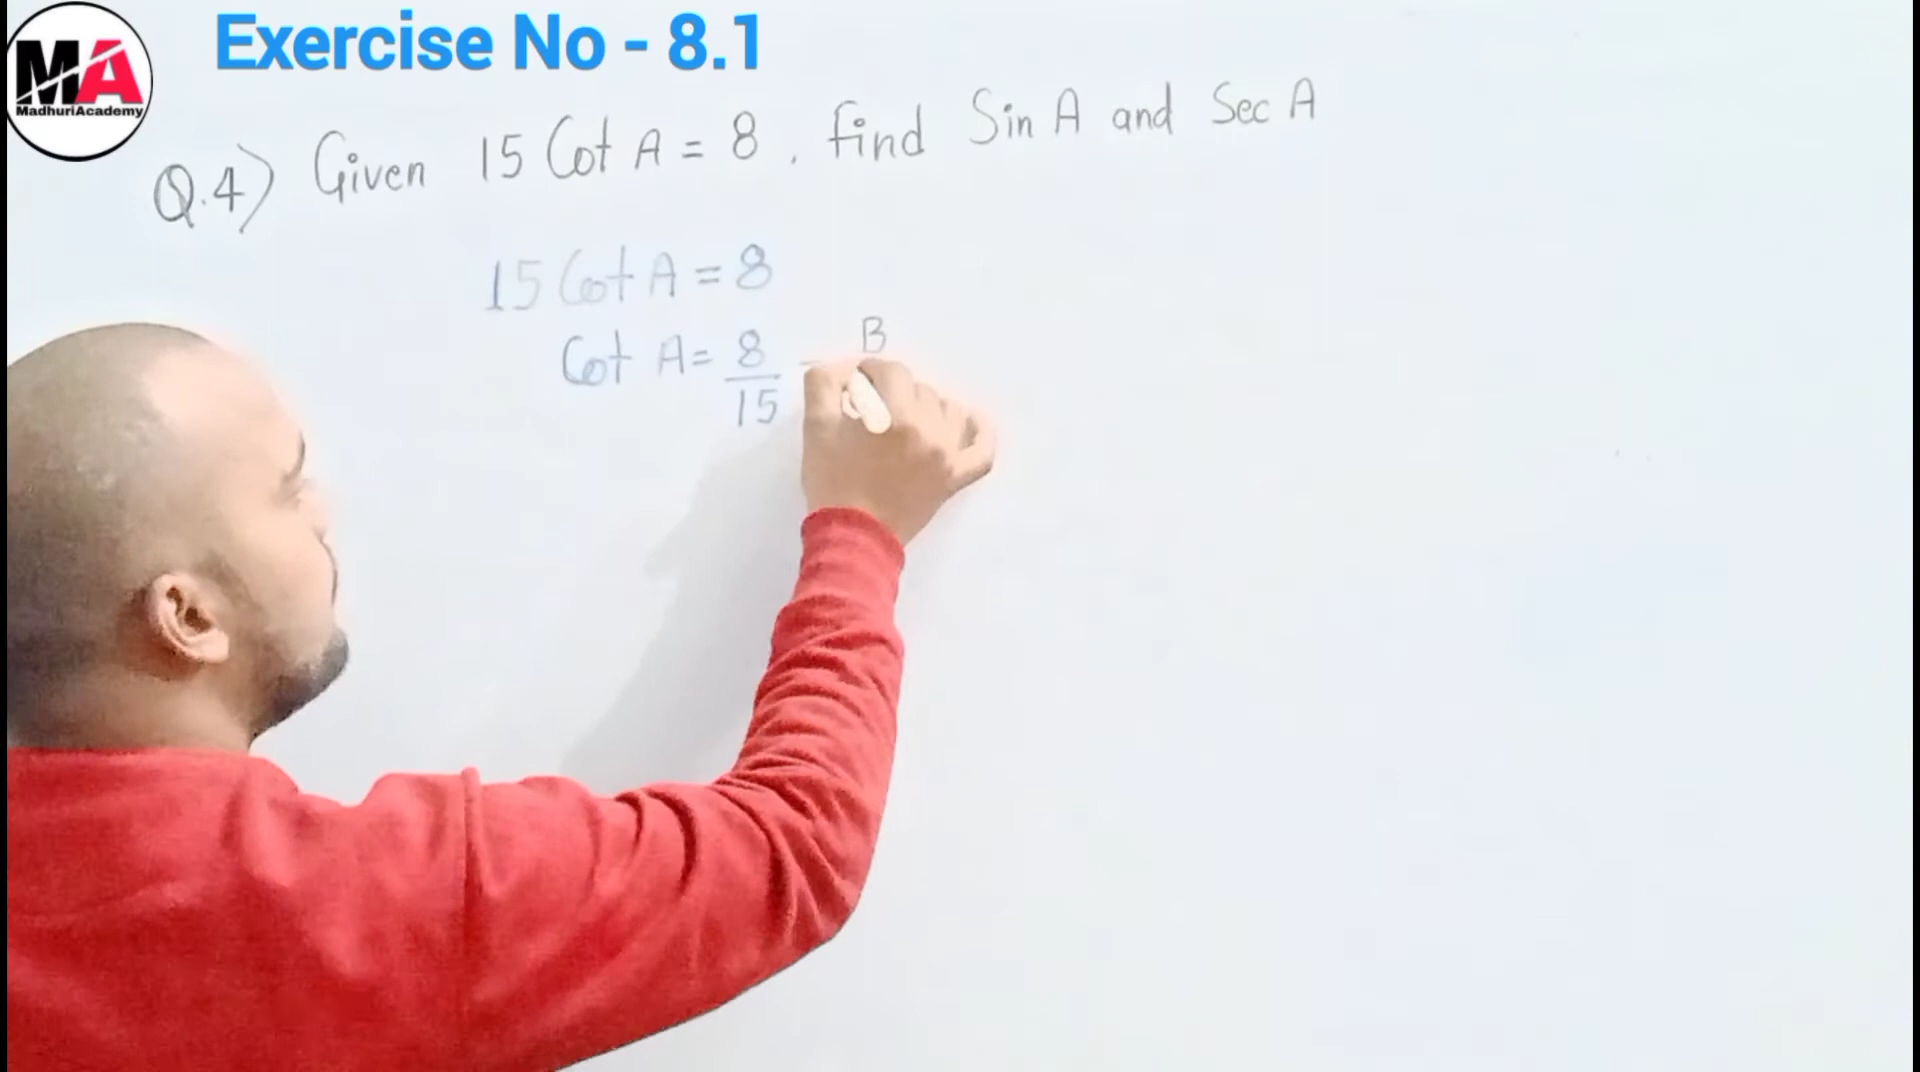 MA
MadhuriAcademy
Exercise No - 8.1
Q.4) Given 15 Cot A = 8 , find Sin A and Sec A
15 Cot A = 8
Cot A = 8/15 = B